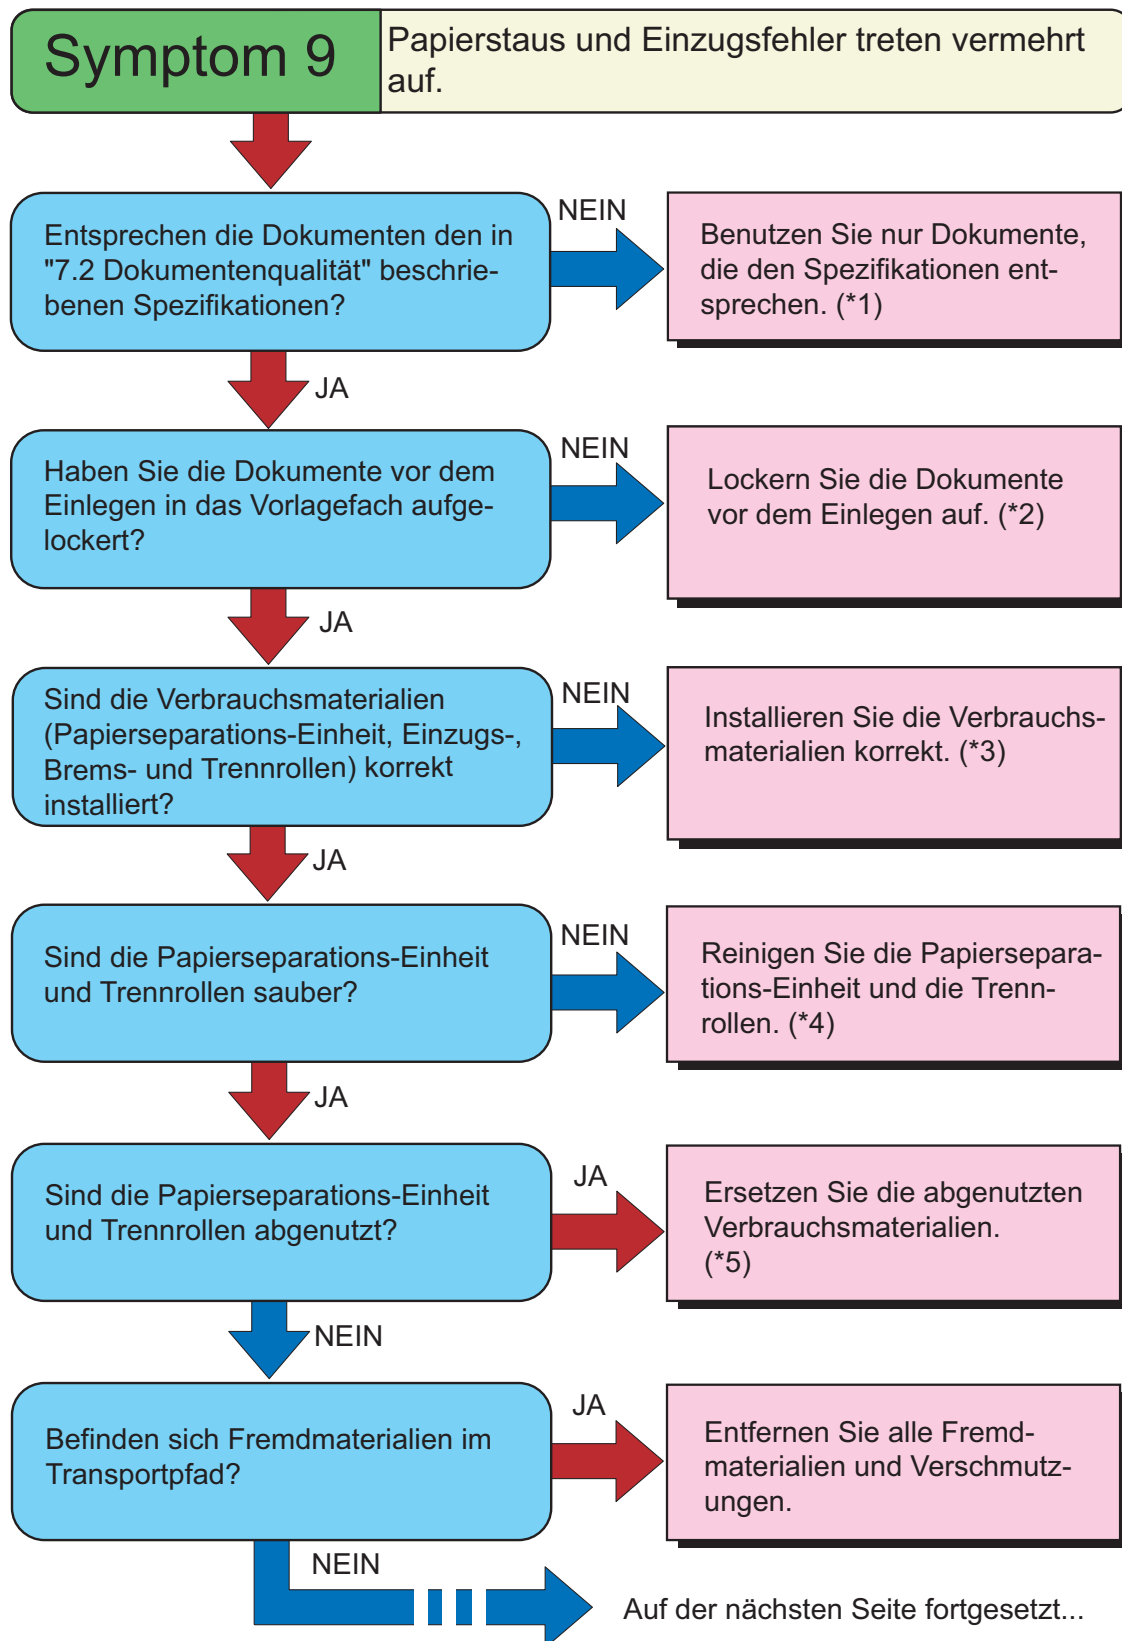 Symptom 9
Papierstaus und Einzugsfehler treten vermehrt
auf.
Entsprechen die Dokumenten den in
"7.2 Dokumentenqualität" beschrie-
benen Spezifikationen?
NEIN
Benutzen Sie nur Dokumente,
die den Spezifikationen ent-
sprechen. (*1)
JA
Haben Sie die Dokumente vor dem
Einlegen in das Vorlagefach aufge-
lockert?
NEIN
Lockern Sie die Dokumente
vor dem Einlegen auf. (*2)
JA
Sind die Verbrauchsmaterialien
(Papierseparations-Einheit, Einzugs-,
Brems- und Trennrollen) korrekt
installiert?
NEIN
Installieren Sie die Verbrauchs-
materialien korrekt. (*3)
JA
Sind die Papierseparations-Einheit
und Trennrollen sauber?
NEIN
Reinigen Sie die Papiersepara-
tions-Einheit und die Trenn-
rollen. (*4)
JA
Sind die Papierseparations-Einheit
und Trennrollen abgenutzt?
JA
Ersetzen Sie die abgenutzten
Verbrauchsmaterialien.
(*5)
NEIN
Befinden sich Fremdmaterialien im
Transportpfad?
JA
Entfernen Sie alle Fremd-
materialien und Verschmutz-
ungen.
NEIN
Auf der nächsten Seite fortgesetzt...